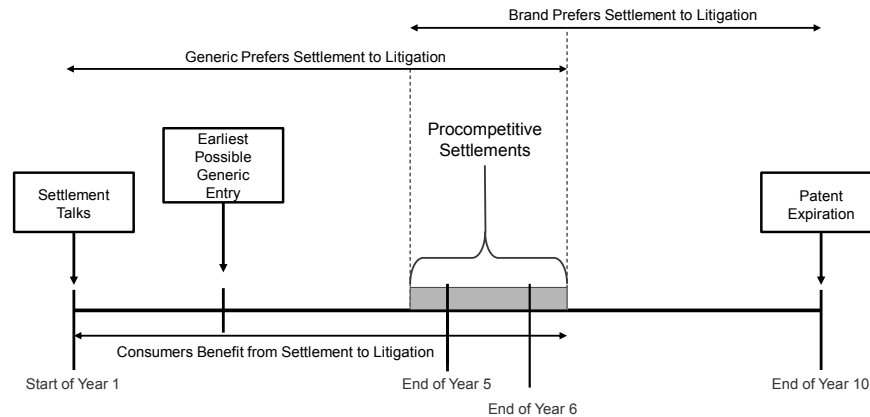 Brand Prefers Settlement to Litigation
Generic Prefers Settlement to Litigation
Procompetitive
Settlements
Earliest
Possible
Generic
Entry
Settlement
Talks
Patent
Expiration
Consumers Benefit from Settlement to Litigation
Start of Year 1
End of Year 5
End of Year 10
End of Year 6